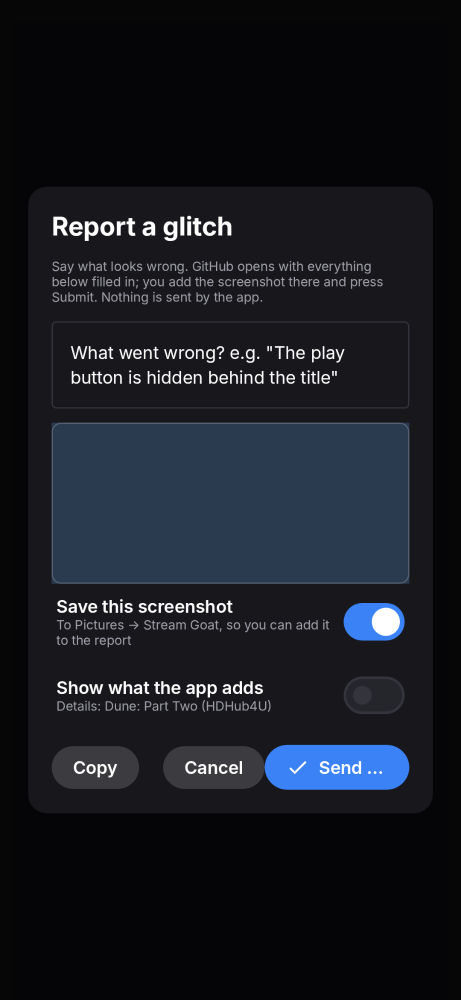 Report a glitch
Say what looks wrong. GitHub opens with everything
below filled in; you add the screenshot there and press
Submit. Nothing is sent by the app.
What went wrong? e.g. "The play
button is hidden behind the title"
Save this screenshot
To Pictures → Stream Goat, so you can add it
to the report
Show what the app adds
Details: Dune: Part Two (HDHub4U)
Copy
Cancel
Send ...